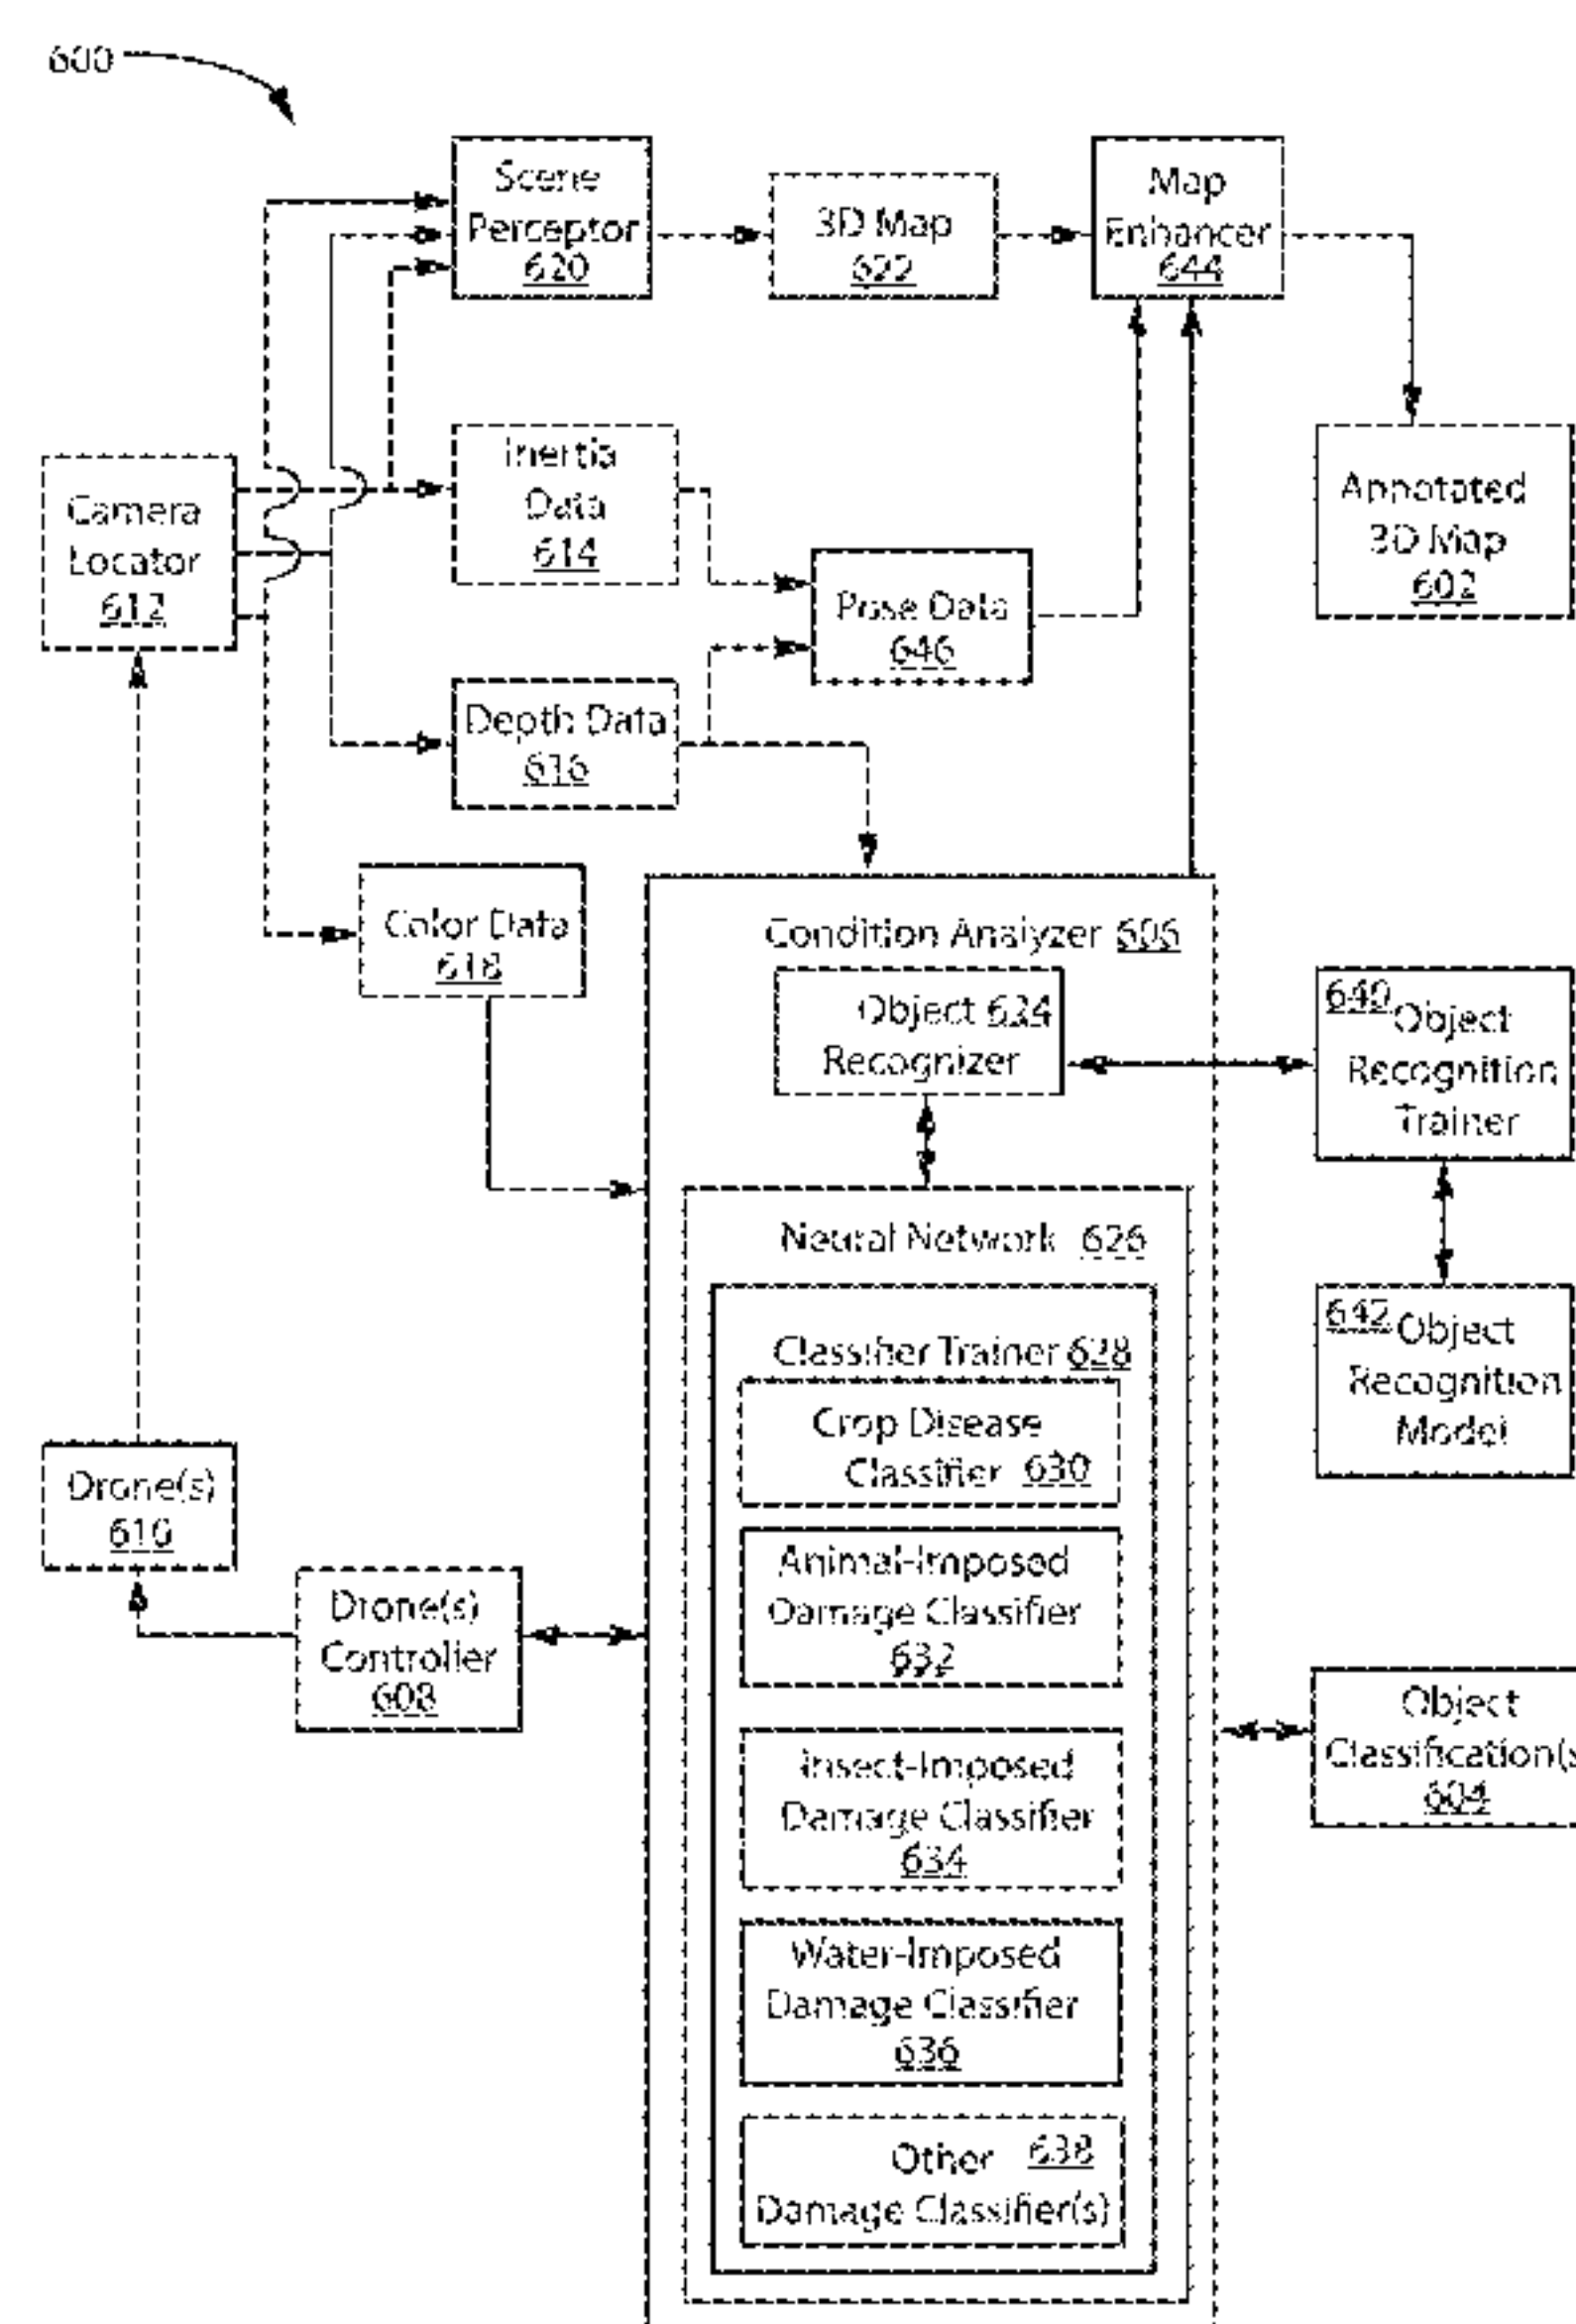 600
Scene
Perceptor
620
3D Map
622
Map
Enhancer
644
Camera
Locator
612
Inertia
Data
614
Pose Data
646
Annotated
3D Map
602
Depth Data
616
Color Data
618
Condition Analyzer 606
Object 624
Recognizer
640 Object
Recognition
Trainer
Neural Network 626
642 Object
Recognition
Model
Classifier Trainer 628
Crop Disease
Classifier 630
Drone(s)
610
Animal-Imposed
Damage Classifier
632
Drone(s)
Controller
608
Object
Classification(s
604
Insect-Imposed
Damage Classifier
634
Water-Imposed
Damage Classifier
636
Other 638
Damage Classifier(s)